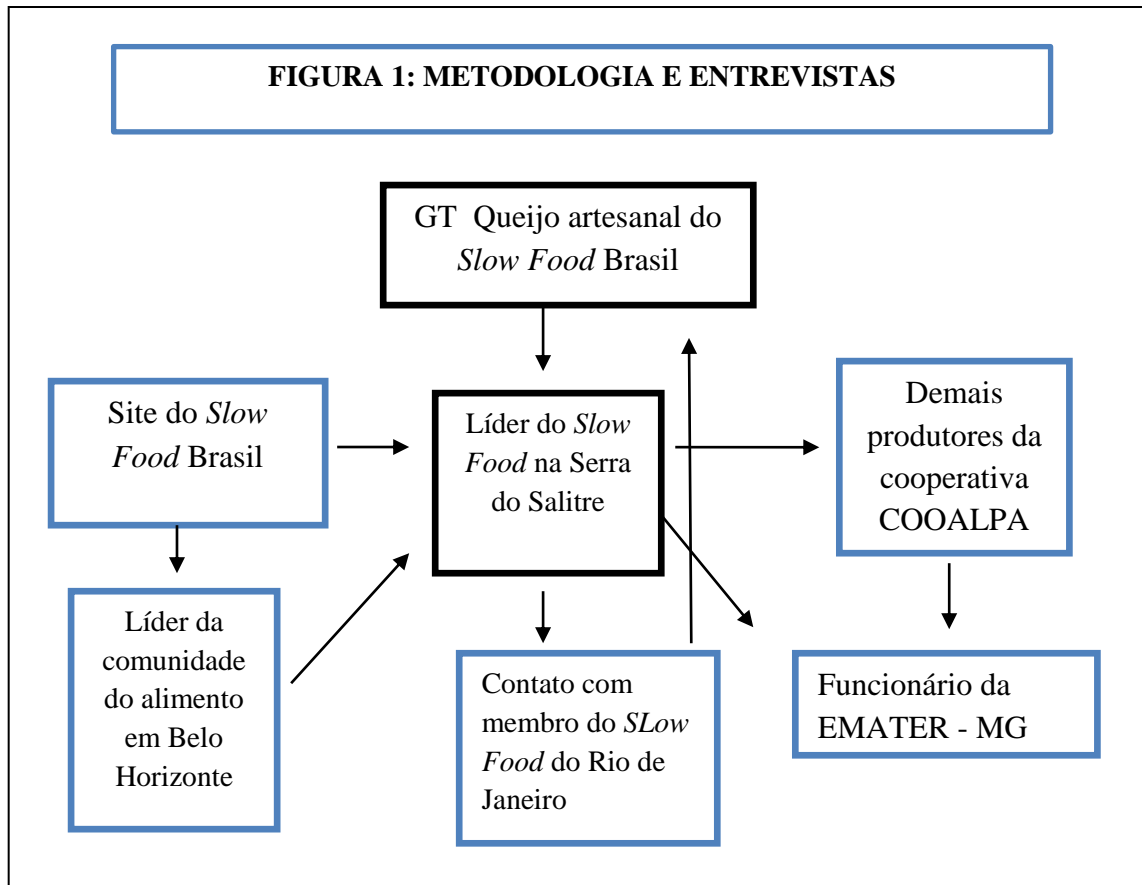 FIGURA 1: METODOLOGIA E ENTREVISTAS
GT Queijo artesanal do
Slow Food Brasil
Site do Slow
Food Brasil
Líder do Slow
Food na Serra
do Salitre
Demais
produtores da
cooperativa
COOALPA
Líder da
comunidade
do alimento
em Belo
Horizonte
Contato com
membro do SLow
Food do Rio de
Janeiro
Funcionário da
EMATER - MG